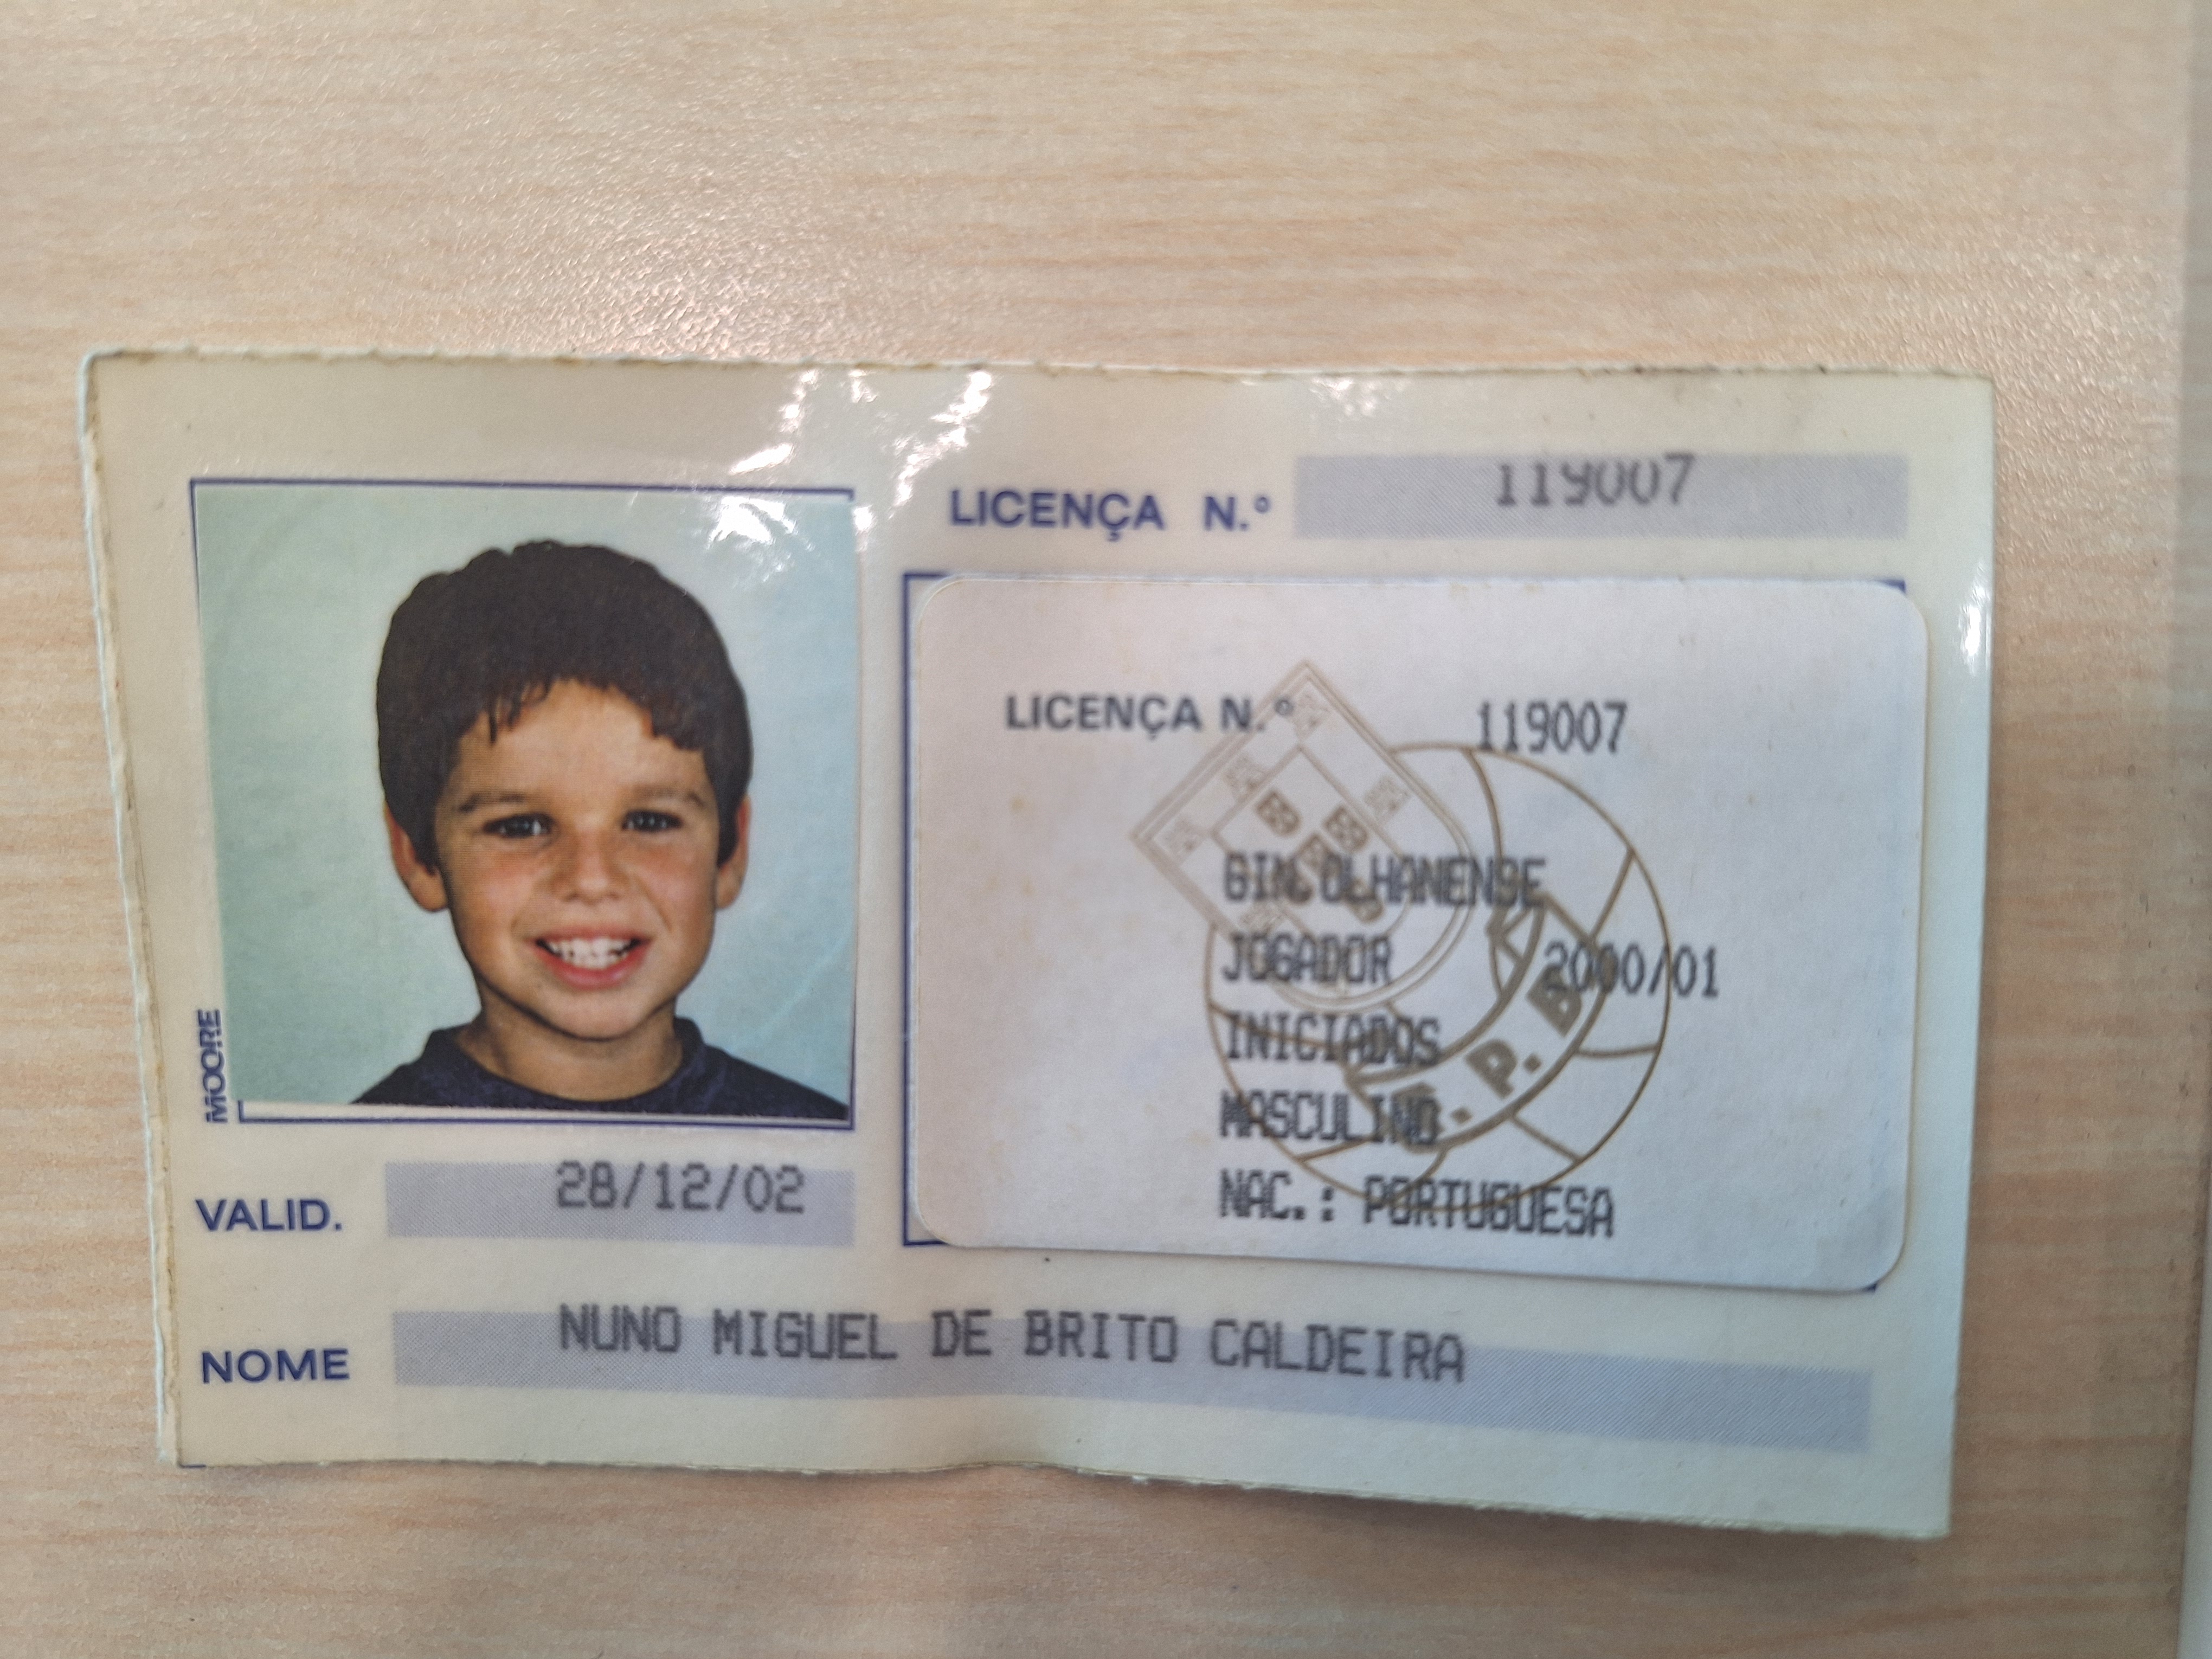 LICENÇA N.º 119007
LICENÇA N.º 119007
GIN. OLHANENSE
JOGADOR 2000/01
INICIADOS
MASCULINO
NAC.: PORTUGUESA
F. P. B.
MOORE
VALID. 28/12/02
NOME NUNO MIGUEL DE BRITO CALDEIRA